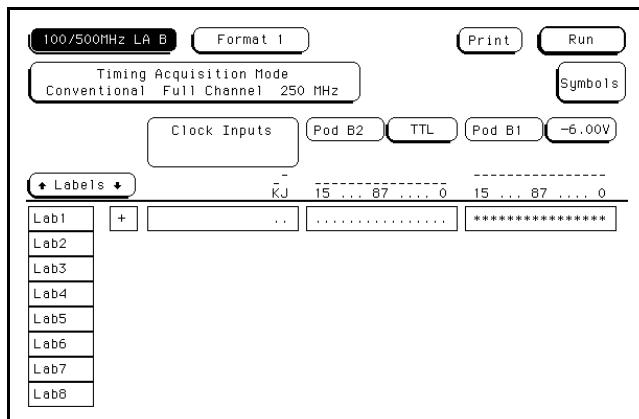 100/500MHz LA B Format 1 Print Run
Timing Acquisition Mode
Conventional Full Channel 250 MHz
Symbols
Clock Inputs Pod B2 TTL Pod B1 -6.00V
↑ Labels ↓
KJ 15 ... 87 .... 0 15 ... 87 .... 0
Lab1 + .. ................ ****************
Lab2
Lab3
Lab4
Lab5
Lab6
Lab7
Lab8